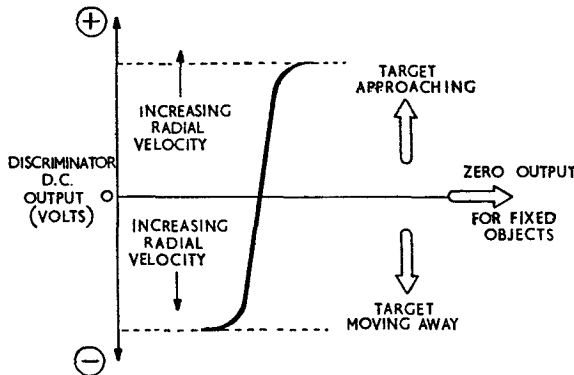 +
INCREASING
RADIAL
VELOCITY
TARGET
APPROACHING
DISCRIMINATOR
D.C.
OUTPUT
(VOLTS)
O
ZERO OUTPUT
FOR FIXED
OBJECTS
INCREASING
RADIAL
VELOCITY
TARGET
MOVING AWAY
−